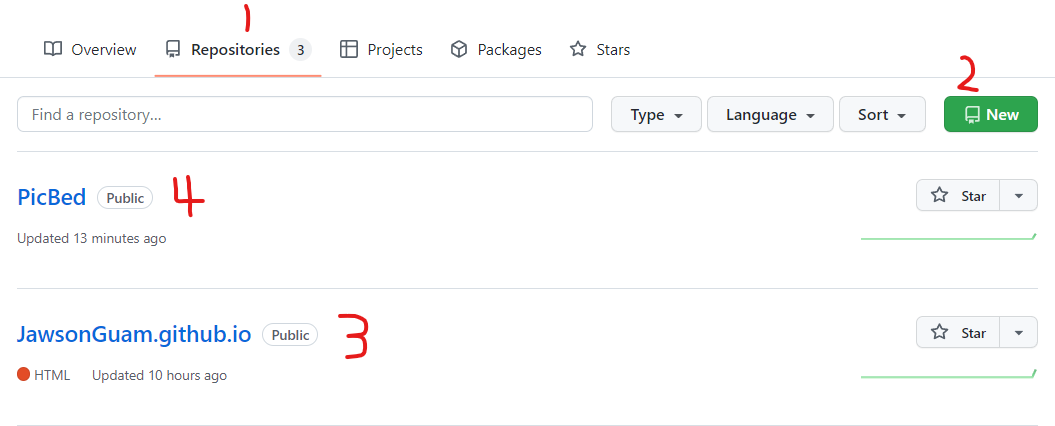 1
Overview Repositories 3 Projects Packages Stars
2
Find a repository... Type Language Sort New
PicBed Public 4 Star
Updated 13 minutes ago
JawsonGuam.github.io Public 3 Star
HTML Updated 10 hours ago